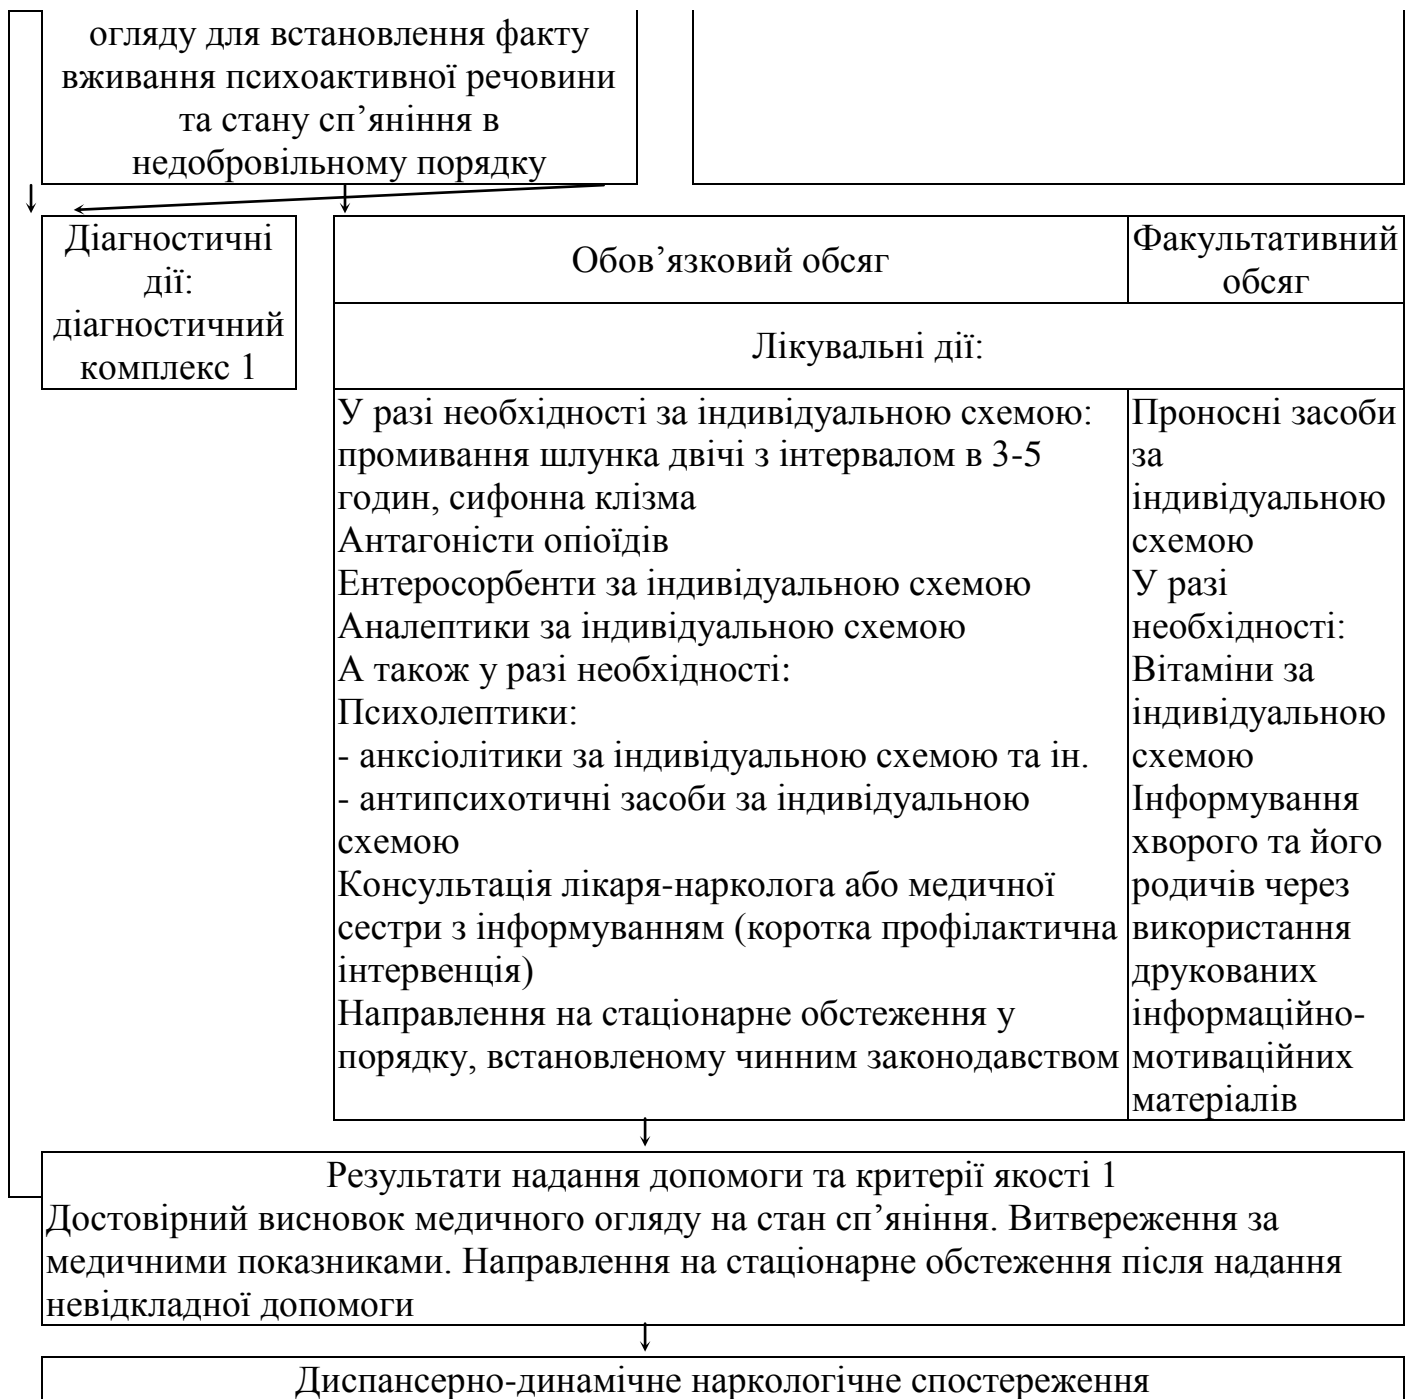 огляду для встановлення факту
вживання психоактивної речовини
та стану сп’яніння в
недобровільному порядку
Діагностичні
дії:
діагностичний
комплекс 1
Обов’язковий обсяг
Факультативний
обсяг
Лікувальні дії:
У разі необхідності за індивідуальною схемою:
промивання шлунка двічі з інтервалом в 3-5
годин, сифонна клізма
Антагоністи опіоїдів
Ентеросорбенти за індивідуальною схемою
Аналептики за індивідуальною схемою
А також у разі необхідності:
Психолептики:
- анксіолітики за індивідуальною схемою та ін.
- антипсихотичні засоби за індивідуальною
схемою
Консультація лікаря-нарколога або медичної
сестри з інформуванням (коротка профілактична
інтервенція)
Направлення на стаціонарне обстеження у
порядку, встановленому чинним законодавством
Проносні засоби
за
індивідуальною
схемою
У разі
необхідності:
Вітаміни за
індивідуальною
схемою
Інформування
хворого та його
родичів через
використання
друкованих
інформаційно-
мотиваційних
матеріалів
Результати надання допомоги та критерії якості 1
Достовірний висновок медичного огляду на стан сп’яніння. Витвереження за
медичними показниками. Направлення на стаціонарне обстеження після надання
невідкладної допомоги
Диспансерно-динамічне наркологічне спостереження